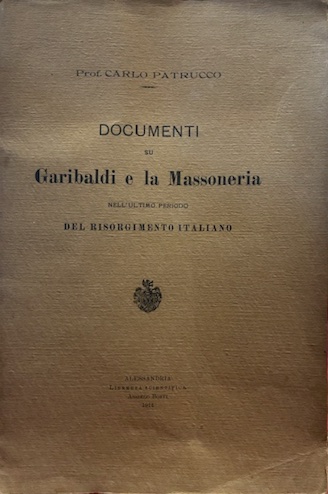 Prof. CARLO PATRUCCO
DOCUMENTI
SU
Garibaldi e la Massoneria
NELL'ULTIMO PERIODO
DEL RISORGIMENTO ITALIANO
ALESSANDRIA